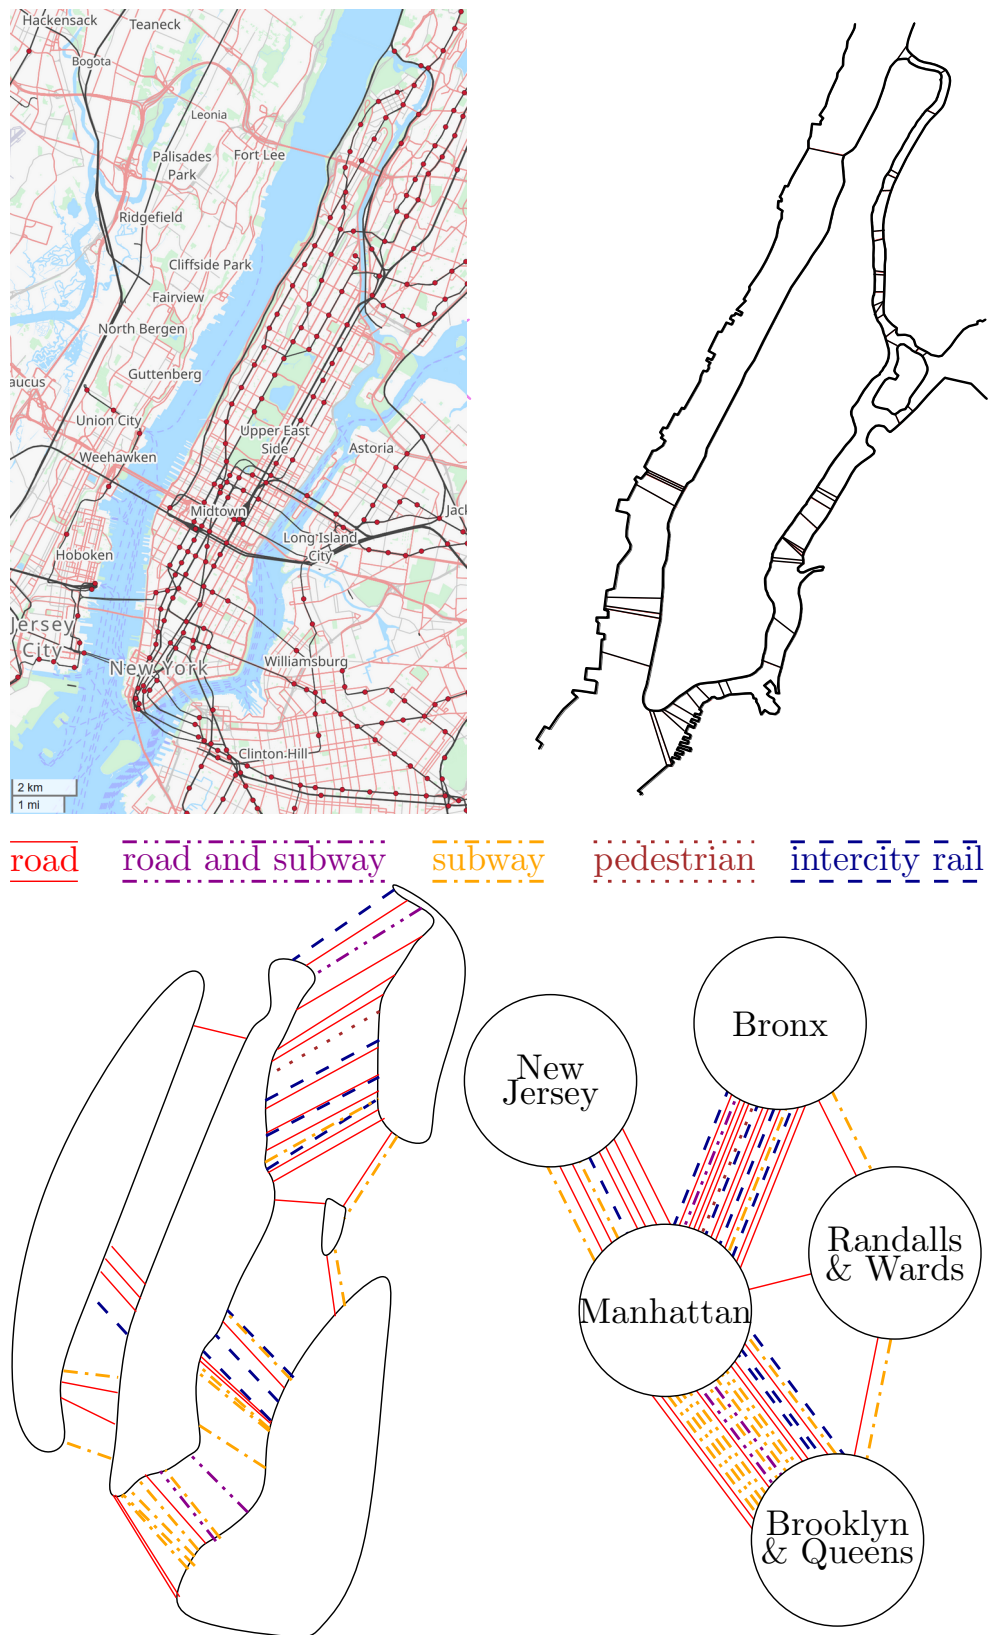 Hackensack
Teaneck
Bogota
Leonia
Palisades
Park
Fort Lee
Ridgefield
Cliffside Park
Fairview
North Bergen
aucus
Guttenberg
Union City
Upper East
Side
Weehawken
Astoria
Midtown
Jack
Long Island
City
Hoboken
Jersey
City
New York
Williamsburg
Clinton Hill
2 km
1 mi
road
road and subway
subway
pedestrian
intercity rail
Bronx
New
Jersey
Randalls
& Wards
Manhattan
Brooklyn
& Queens